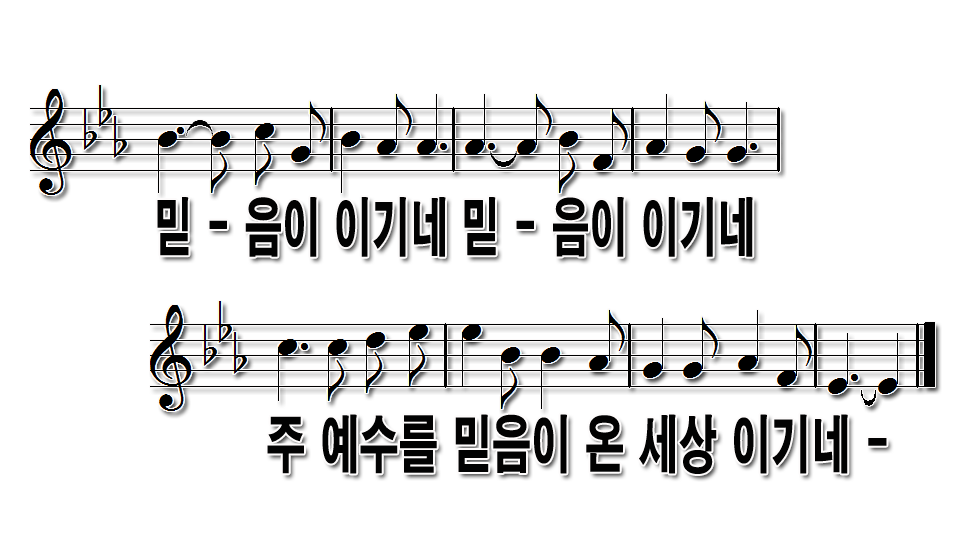 믿 - 음이 이기네 믿 - 음이 이기네
주 예수를 믿음이 온 세상 이기네 -